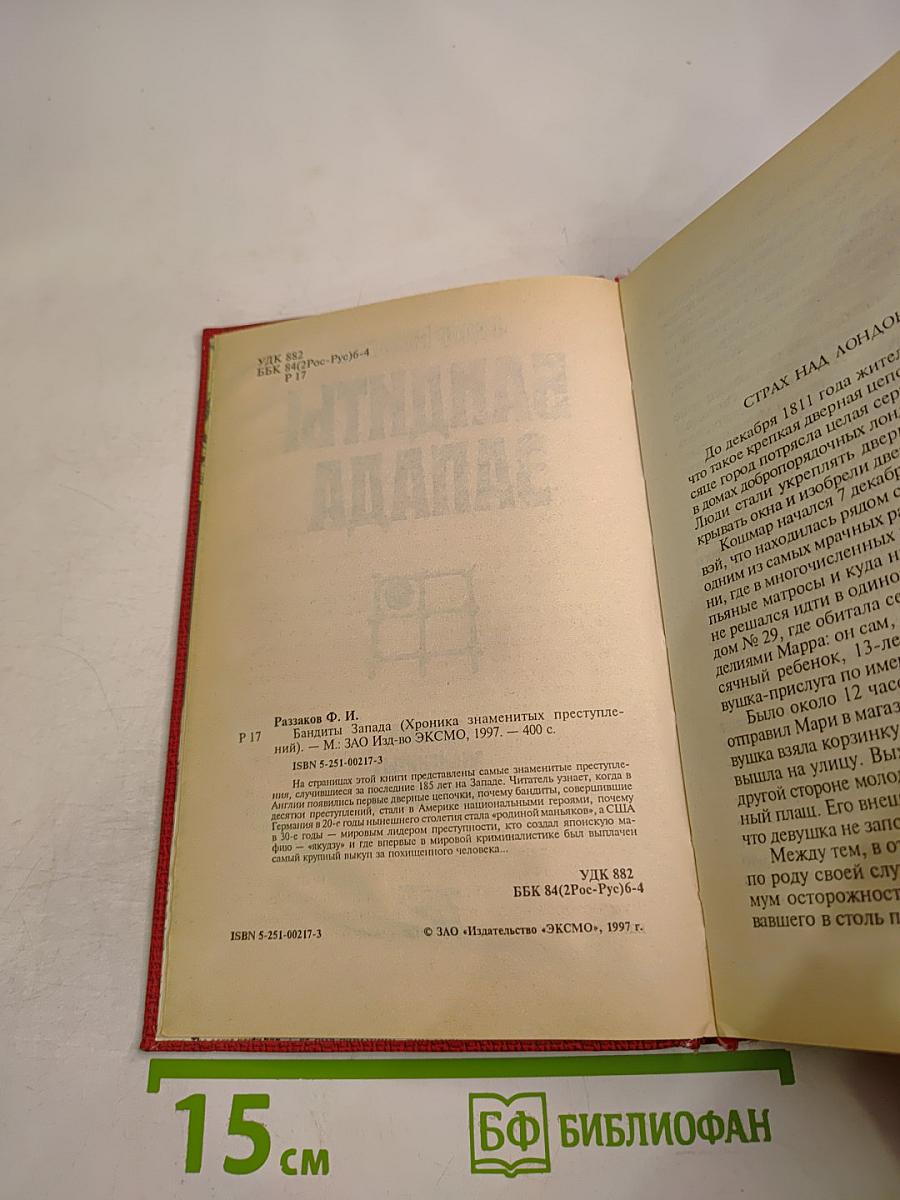 УДК 882
ББК 84(2Рос-Рус)6-4
Р 17
БАНДИТЫ
ЗАПАДА
Раззаков Ф. И.
Р 17 Бандиты Запада (Хроника знаменитых преступле-
ний). — М.: ЗАО Изд-во ЭКСМО, 1997. — 400 с.
ISBN 5-251-00217-3
На страницах этой книги представлены самые знаменитые преступле-
ния, случившиеся за последние 185 лет на Западе. Читатель узнает, когда в
Англии появились первые дверные цепочки, почему бандиты, совершившие
десятки преступлений, стали в Америке национальными героями, почему
Германия в 20-е годы нынешнего столетия стала «родиной маньяков», а США
в 30-е годы — мировым лидером преступности, кто создал японскую ма-
фию — «якудзу» и где впервые в мировой криминалистике был выплачен
самый крупный выкуп за похищенного человека...
УДК 882
ББК 84(2Рос-Рус)6-4
ISBN 5-251-00217-3
© ЗАО «Издательство «ЭКСМО», 1997 г.
СТРАХ НАД ЛОНДО
До декабря 1811 года жител
что такое крепкая дверная цепо
сяце город потрясла целая сер
в домах добропорядочных лон
Люди стали укреплять двер
крывать окна и изобрели две
Кошмар начался 7 декабр
вэй, что находилась рядом с
одним из самых мрачных ра
ни, где в многочисленных
пьяные матросы и куда н
не решался идти в одино
дом № 29, где обитала се
делиями Марра: он сам,
сячный ребенок, 13-ле
вушка-прислуга по име
Было около 12 часо
отправил Мари в магаз
вушка взяла корзинку
вышла на улицу. Вых
другой стороне моло
ный плащ. Его внеш
что девушка не запо
Между тем, в от
по роду своей слу
мум осторожност
вавшего в столь п
15 см
БФ БИБЛИОФАН